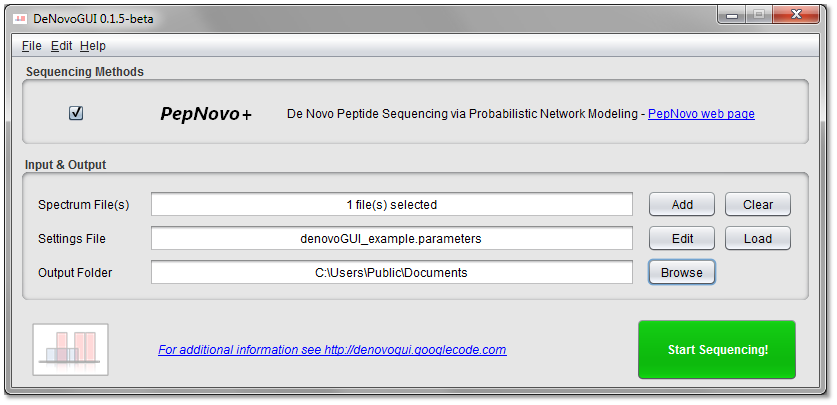 DeNovoGUI 0.1.5-beta
File Edit Help
Sequencing Methods
PepNovo+ De Novo Peptide Sequencing via Probabilistic Network Modeling - PepNovo web page
Input & Output
Spectrum File(s) 1 file(s) selected Add Clear
Settings File denovoGUI_example.parameters Edit Load
Output Folder C:\Users\Public\Documents Browse
For additional information see http://denovogui.googlecode.com Start Sequencing!